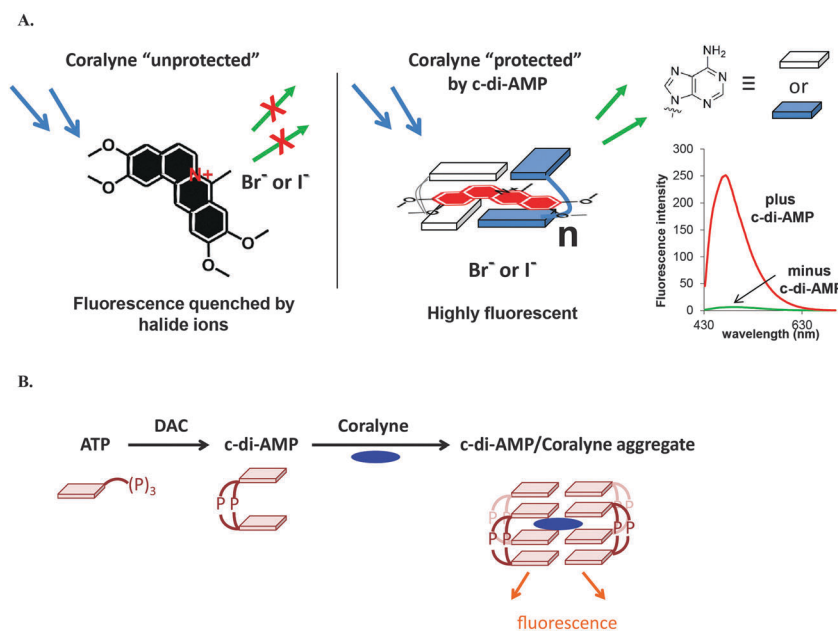 A.
Coralyne “unprotected”
N+
Br⁻ or I⁻
O
O
O
O
Fluorescence quenched by
halide ions
Coralyne “protected”
by c-di-AMP
n
Br⁻ or I⁻
Highly fluorescent
NH₂
N
N
N
N
≡
or
Fluorescence intensity
300
250
200
150
100
50
0
430
630
wavelength (nm)
plus
c-di-AMP
minus
c-di-AMP
B.
ATP
DAC
c-di-AMP
Coralyne
c-di-AMP/Coralyne aggregate
(P)₃
P P
P P
P P
P P
P P
fluorescence